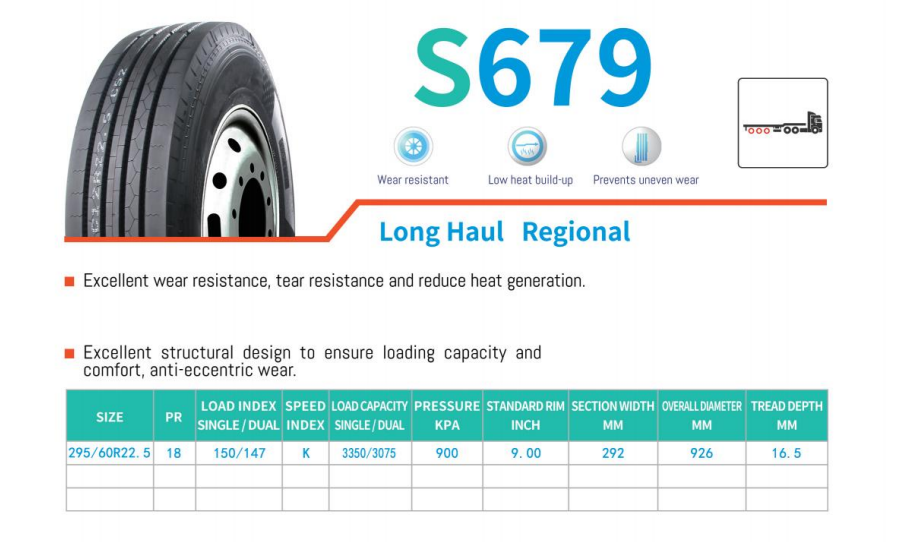 S679
Wear resistant
Low heat build-up
Prevents uneven wear
Long Haul Regional
Excellent wear resistance, tear resistance and reduce heat generation.
Excellent structural design to ensure loading capacity and
comfort, anti-eccentric wear.
SIZE PR LOAD INDEX SINGLE / DUAL SPEED INDEX LOAD CAPACITY SINGLE / DUAL PRESSURE KPA STANDARD RIM INCH SECTION WIDTH MM OVERALL DIAMETER MM TREAD DEPTH MM
295/60R22.5 18 150/147 K 3350/3075 900 9.00 292 926 16.5